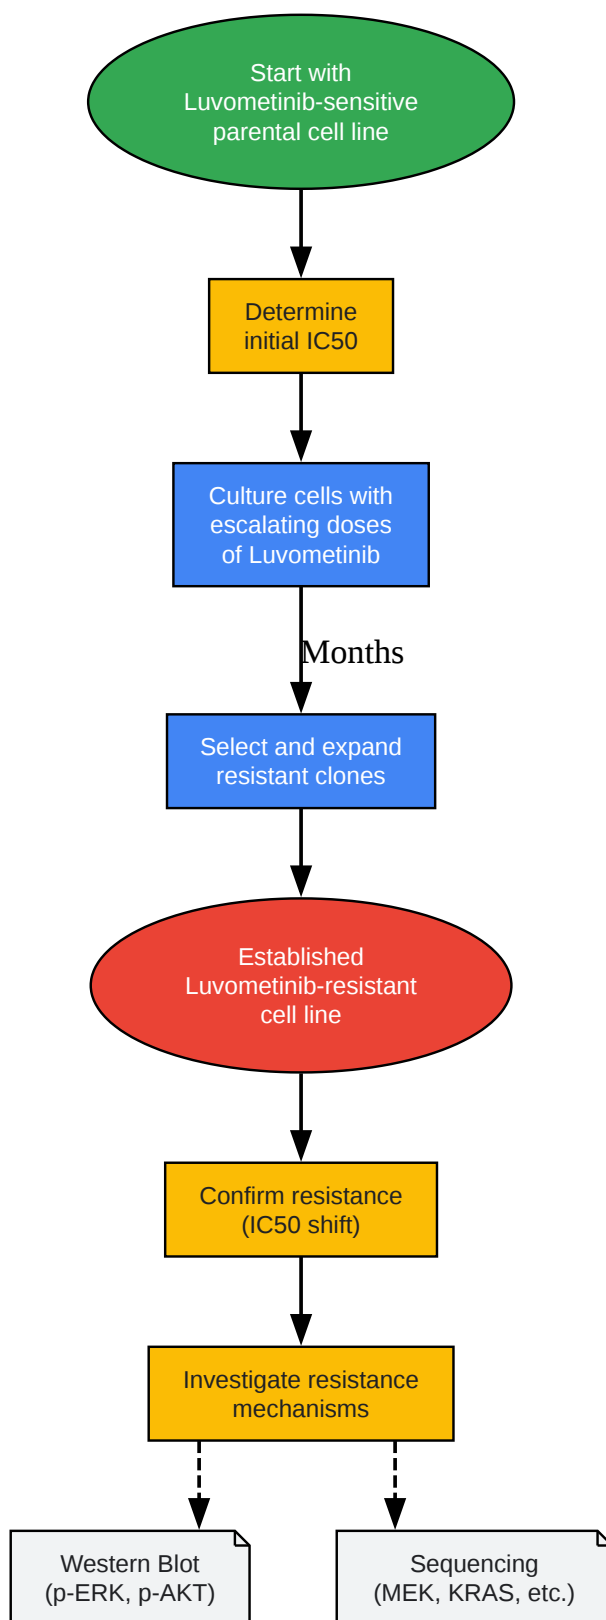 Start with
Luvometinib-sensitive
parental cell line
Determine
initial IC50
Culture cells with
escalating doses
of Luvometinib
Months
Select and expand
resistant clones
Established
Luvometinib-resistant
cell line
Confirm resistance
(IC50 shift)
Investigate resistance
mechanisms
Western Blot
(p-ERK, p-AKT)
Sequencing
(MEK, KRAS, etc.)